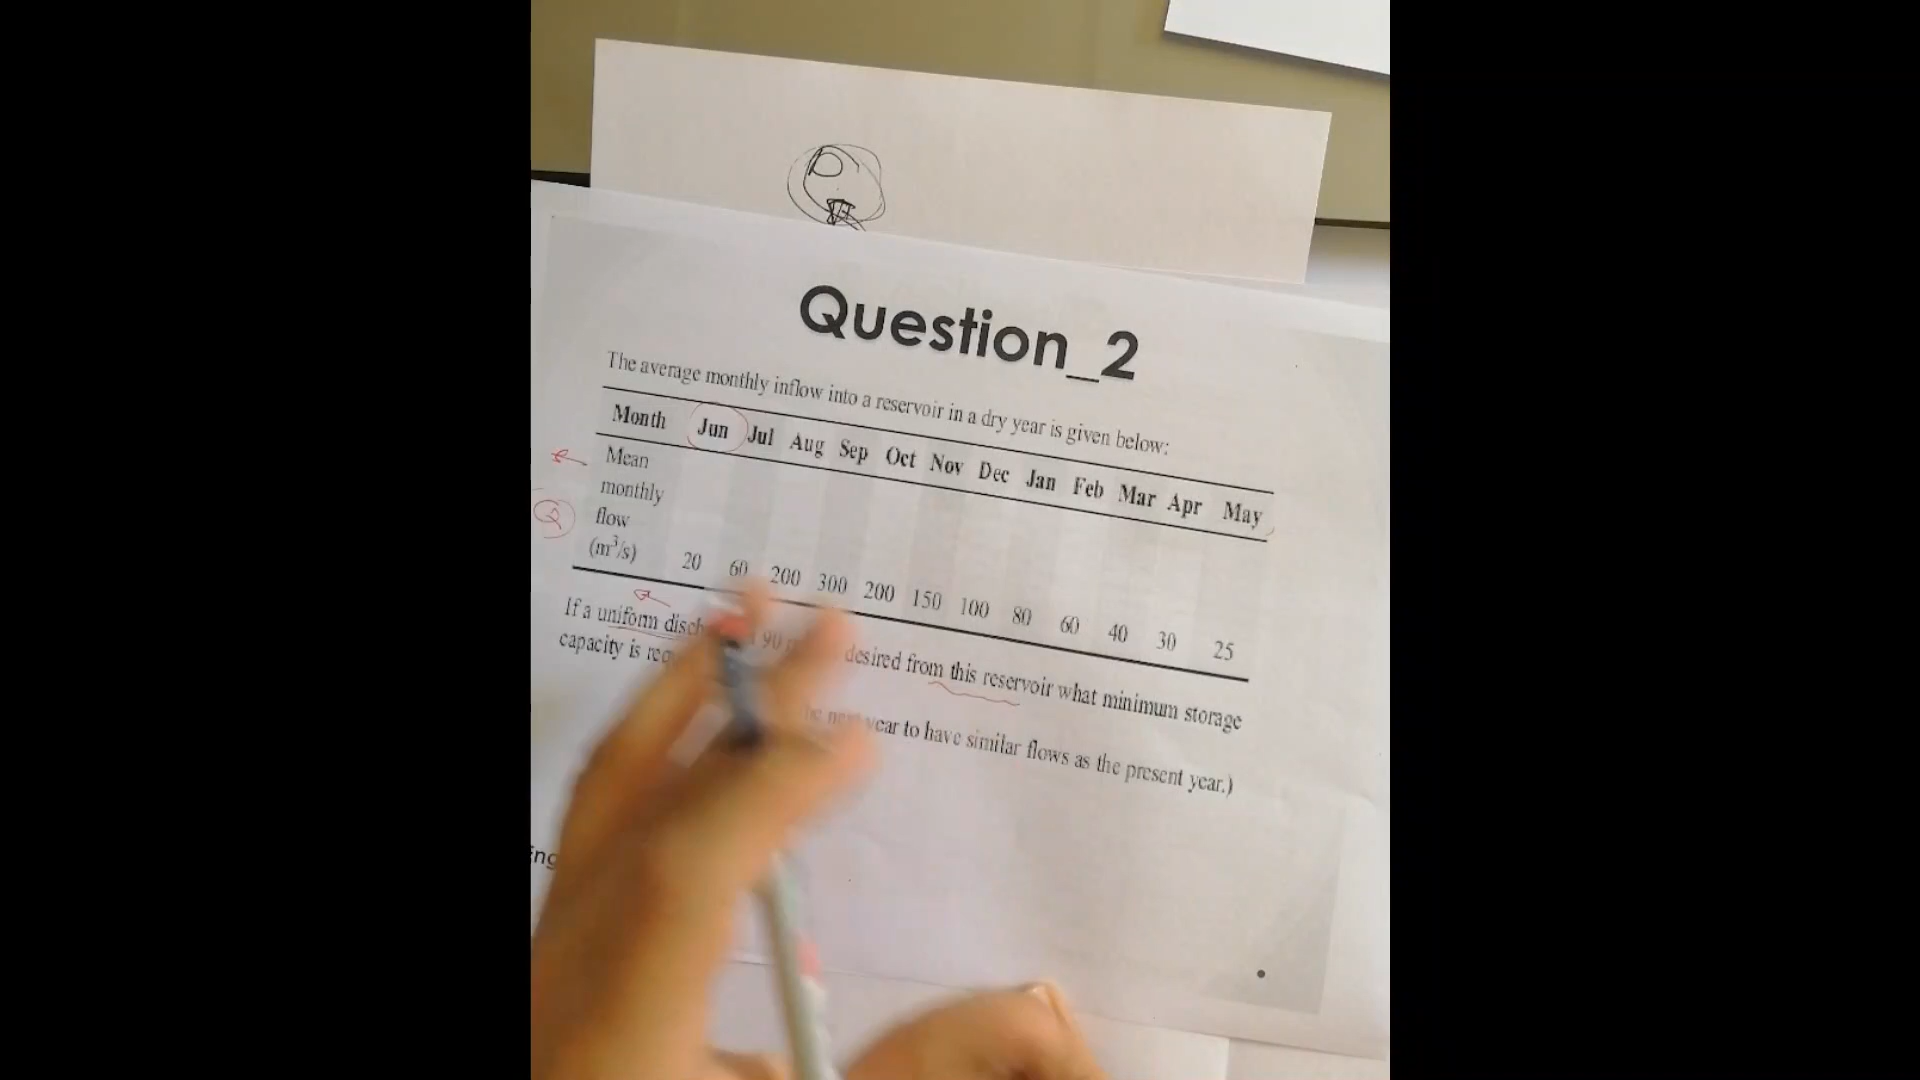 Question_2
The average monthly inflow into a reservoir in a dry year is given below:
Month Jun Jul Aug Sep Oct Nov Dec Jan Feb Mar Apr May
Mean
monthly
flow
(m³/s) 20 60 200 300 200 150 100 80 60 40 30 25
Q
If a uniform 90 desired from this reservoir what minimum storage
capacity is
year to have similar flows as the present year.)